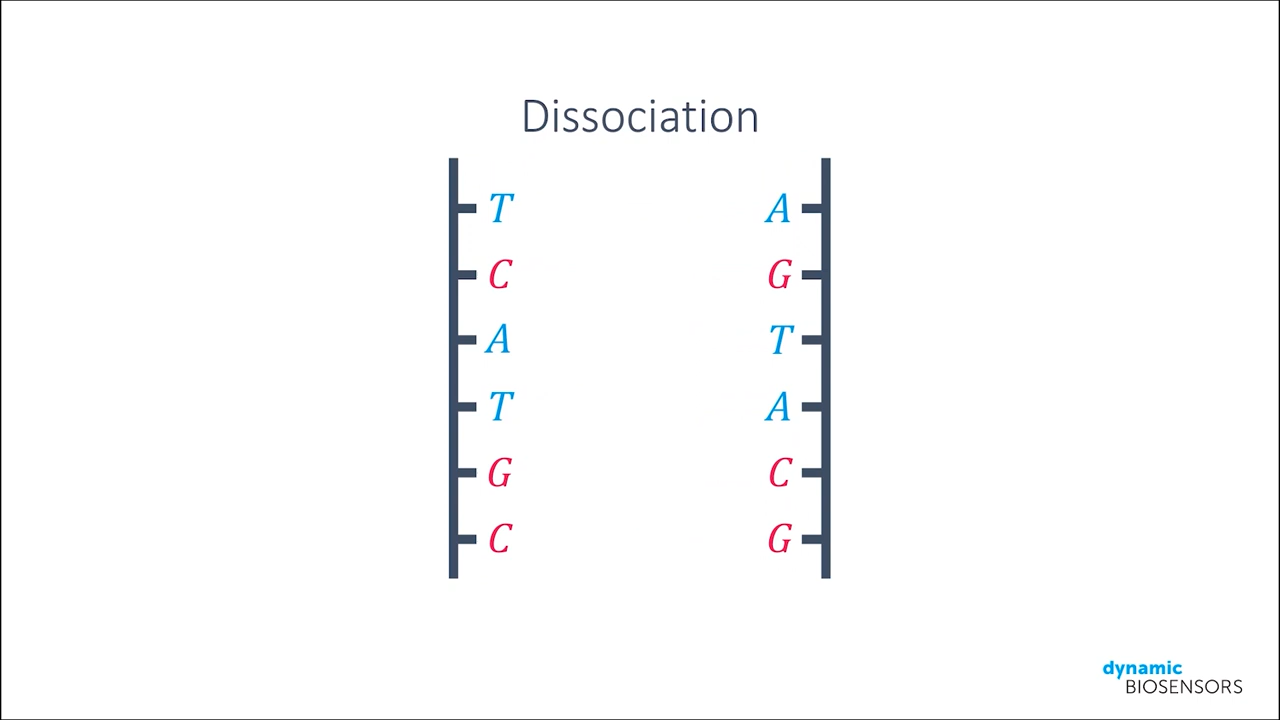 Dissociation
T A
C G
A T
T A
G C
C G
dynamic
BIOSENSORS